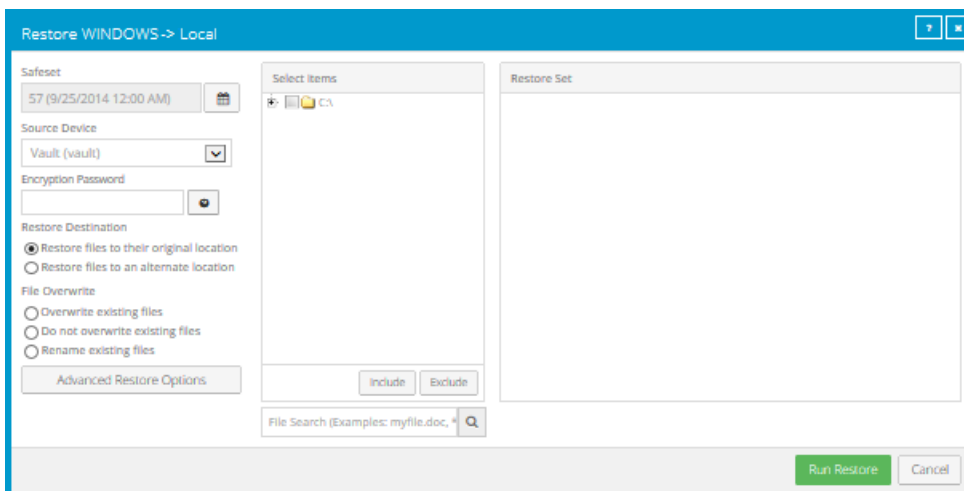 Restore WINDOWS -> Local
?
Safeset
57 (9/25/2014 12:00 AM)
Source Device
Vault (vault)
Encryption Password
Restore Destination
Restore files to their original location
Restore files to an alternate location
File Overwrite
Overwrite existing files
Do not overwrite existing files
Rename existing files
Advanced Restore Options
Select Items
C:\
Include
Exclude
File Search (Examples: myfile.doc, *
Restore Set
Run Restore
Cancel